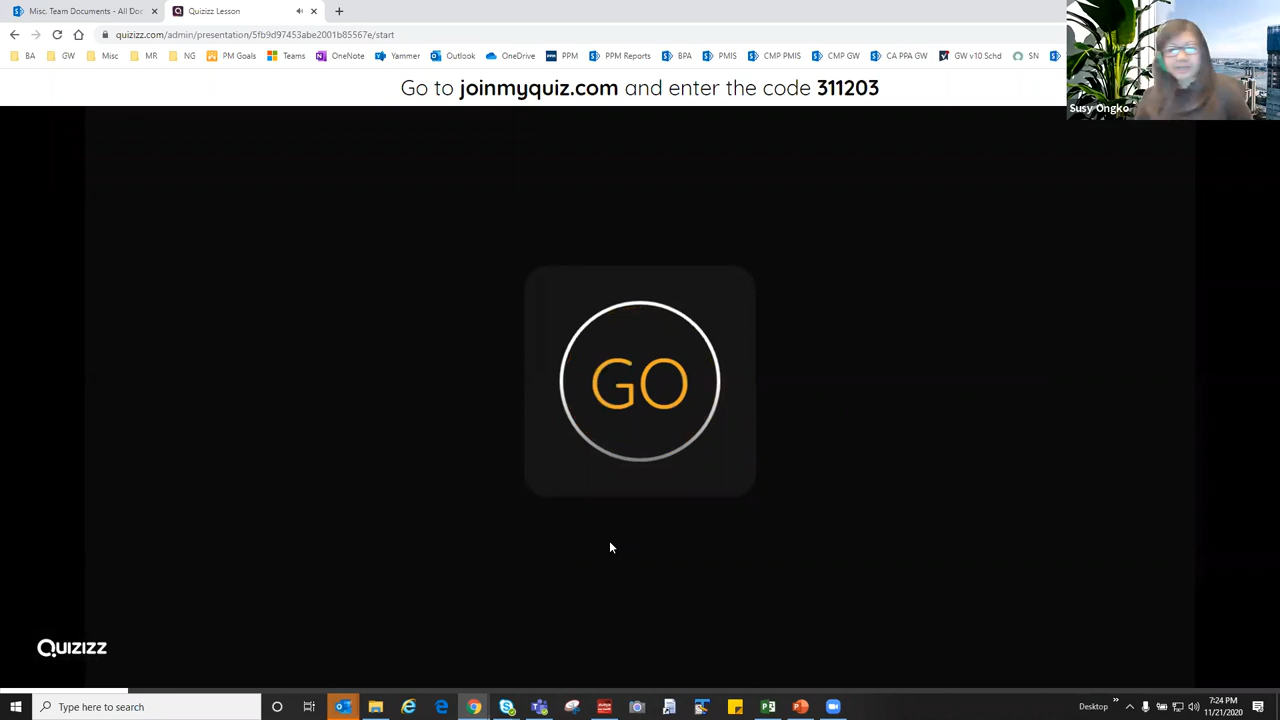 Misc. Team Documents - All Doc
Quizizz Lesson
quizizz.com/admin/presentation/5fb9d97453abe2001b85567e/start
BA GW Misc MR NG PM Goals Teams OneNote Yammer Outlook OneDrive PPM PPM Reports BPA PMIS CMP PMIS CMP GW CA PPA GW GW v10 Schd SN
Go to joinmyquiz.com and enter the code 311203
Susy Ongko
GO
Quizizz
Type here to search
Desktop
7:24 PM
11/21/2020